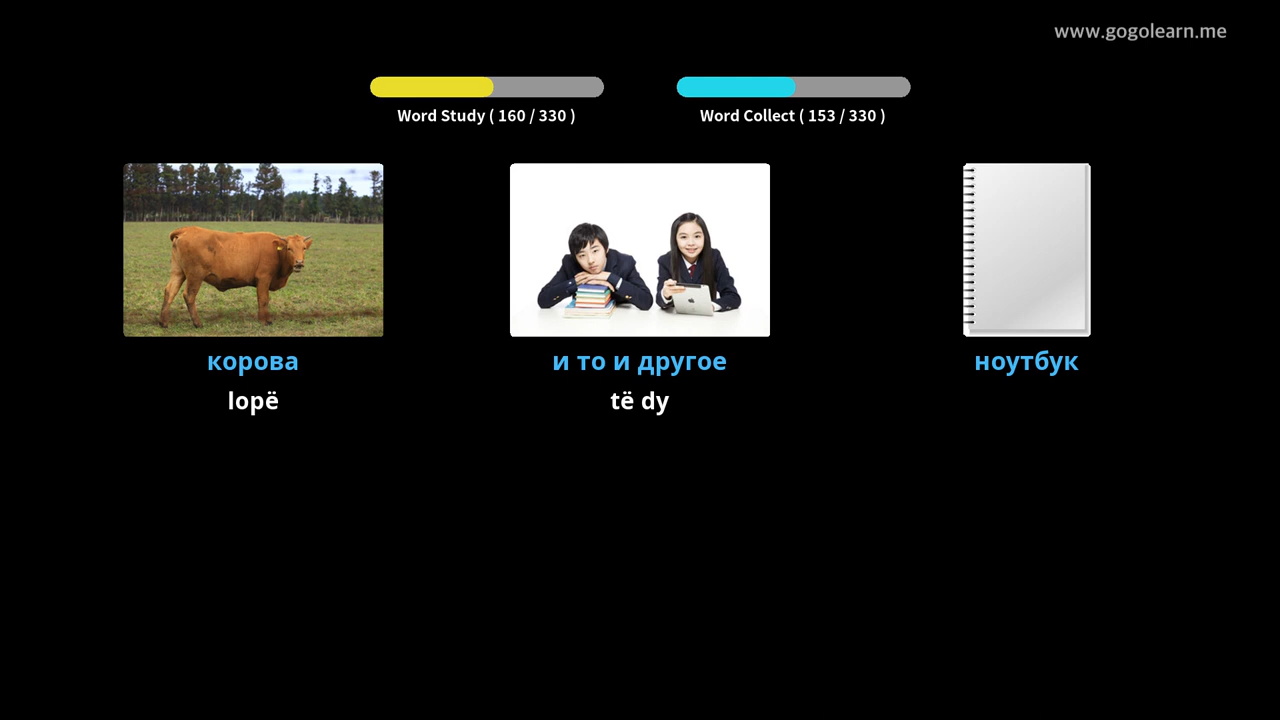 www.gogolearn.me
Word Study ( 160 / 330 )
Word Collect ( 153 / 330 )
корова
и то и другое
ноутбук
lopë
të dy